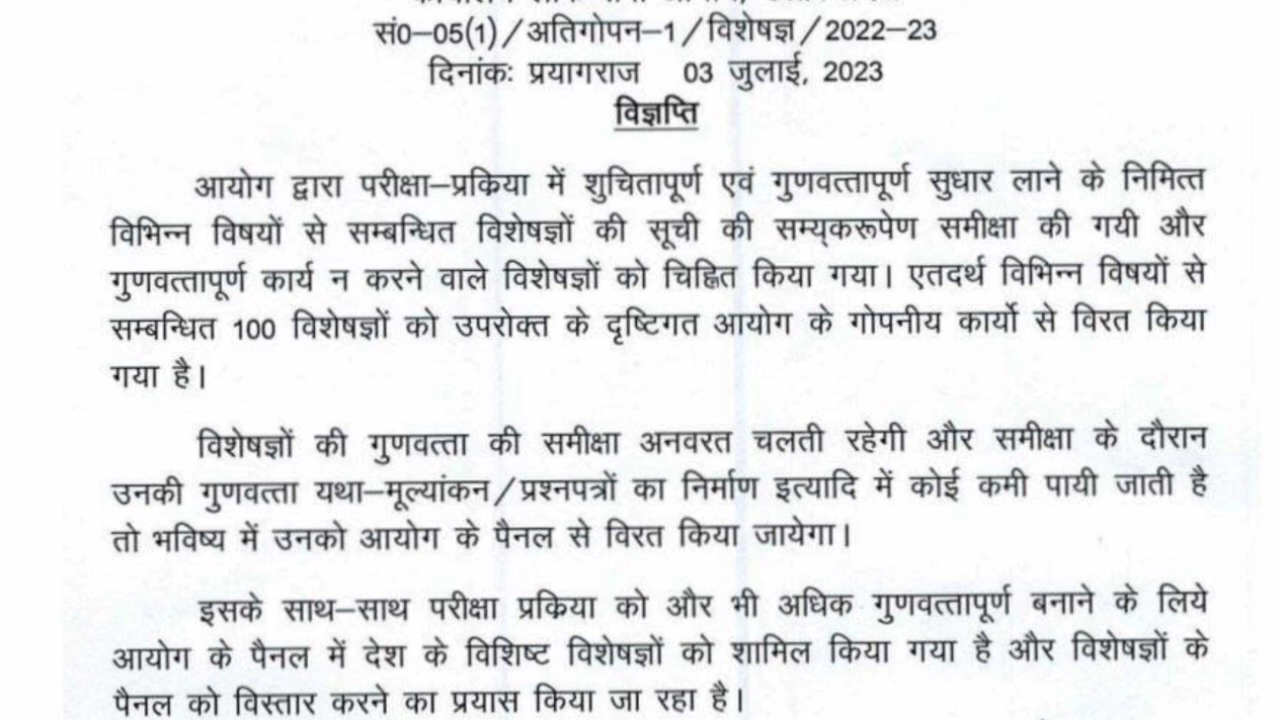 सं0–05(1)/अतिगोपन–1/विशेषज्ञ/2022–23
दिनांकः प्रयागराज 03 जुलाई, 2023
विज्ञप्ति
आयोग द्वारा परीक्षा–प्रक्रिया में शुचितापूर्ण एवं गुणवत्तापूर्ण सुधार लाने के निमित्त
विभिन्न विषयों से सम्बन्धित विशेषज्ञों की सूची की सम्यकरूपेण समीक्षा की गयी और
गुणवत्तापूर्ण कार्य न करने वाले विशेषज्ञों को चिह्नित किया गया। एतदर्थ विभिन्न विषयों से
सम्बन्धित 100 विशेषज्ञों को उपरोक्त के दृष्टिगत आयोग के गोपनीय कार्यो से विरत किया
गया है।
विशेषज्ञों की गुणवत्ता की समीक्षा अनवरत चलती रहेगी और समीक्षा के दौरान
उनकी गुणवत्ता यथा–मूल्यांकन/प्रश्नपत्रों का निर्माण इत्यादि में कोई कमी पायी जाती है
तो भविष्य में उनको आयोग के पैनल से विरत किया जायेगा।
इसके साथ–साथ परीक्षा प्रक्रिया को और भी अधिक गुणवत्तापूर्ण बनाने के लिये
आयोग के पैनल में देश के विशिष्ट विशेषज्ञों को शामिल किया गया है और विशेषज्ञों के
पैनल को विस्तार करने का प्रयास किया जा रहा है।